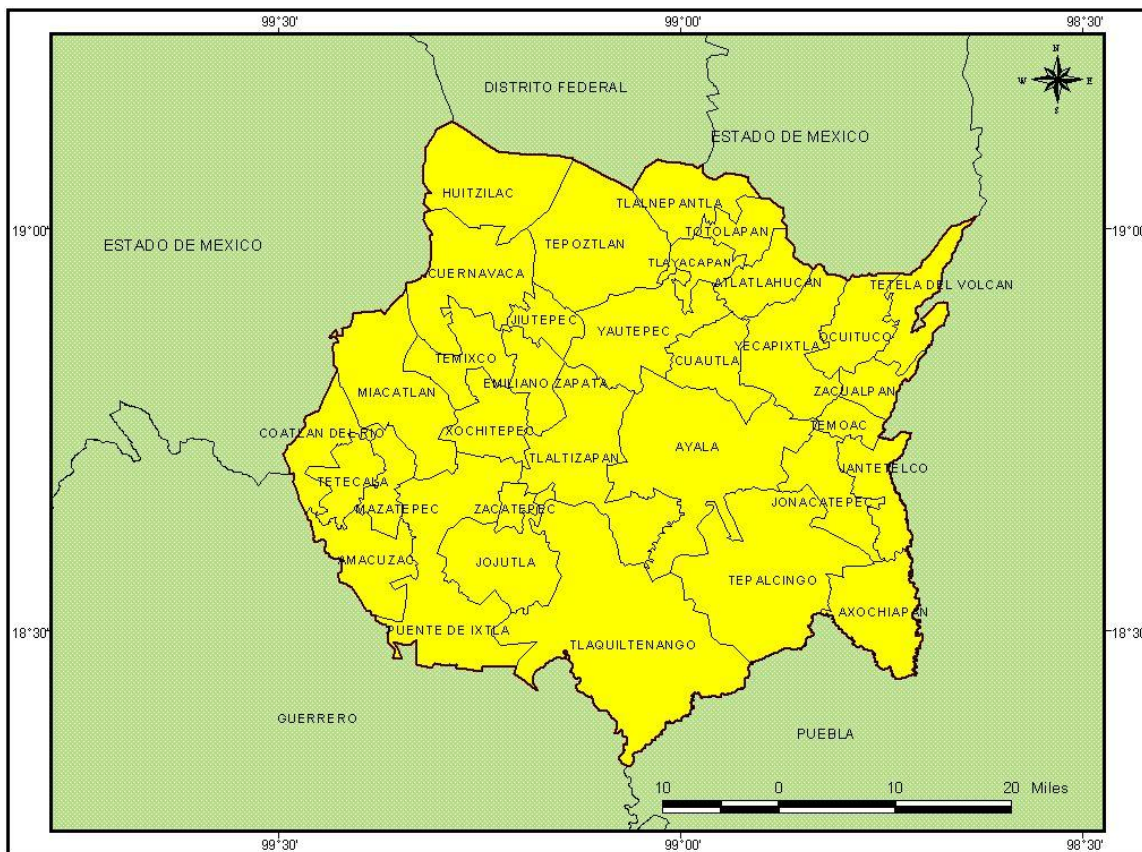 99°30' 99°00' 98°30'
N
W E
S
DISTRITO FEDERAL
ESTADO DE MEXICO
HUITZILAC
TLALNEPANTLA
19°00' ESTADO DE MEXICO TEPOZTLAN TOTOLAPAN 19°00'
TLAYACAPAN
CUERNAVACA ATLATLAHUCAN TETELA DEL VOLCAN
JIUTEPEC YAUTEPEC
TEMIXCO CUAUTLA YECAPIXTLA OCUITUCO
MIACATLAN EMILIANO ZAPATA ZACUALPAN
COATLAN DEL RIO XOCHITEPEC AYALA TEMOAC
TLALTIZAPAN JANTETELCO
TETECALA
MAZATEPEC ZACATEPEC JONACATEPEC
AMACUZAC JOJUTLA
TEPALCINGO
AXOCHIAPAN
18°30' PUENTE DE IXTLA 18°30'
TLAQUILTENANGO
GUERRERO PUEBLA
10 0 10 20 Miles
99°30' 99°00' 98°30'